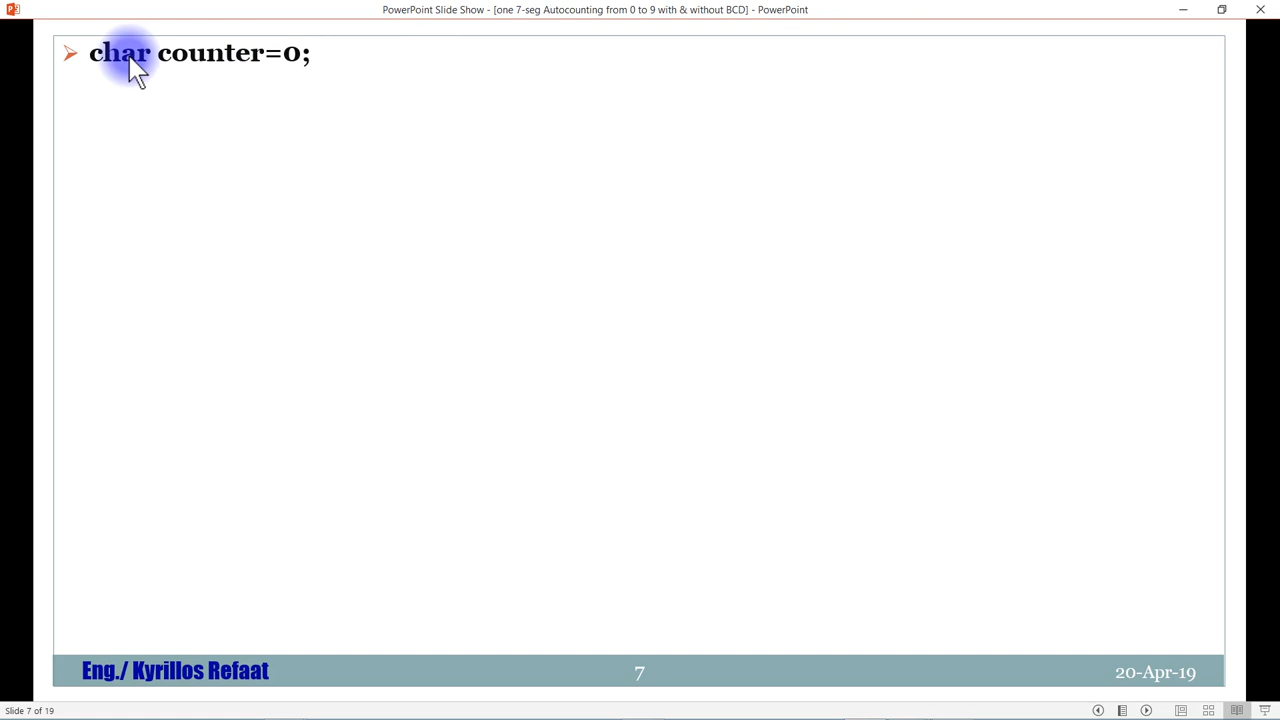 PowerPoint Slide Show - [one 7-seg Autocounting from 0 to 9 with & without BCD] - PowerPoint
char counter=0;
Eng./ Kyrillos Refaat 7 20-Apr-19
Slide 7 of 19